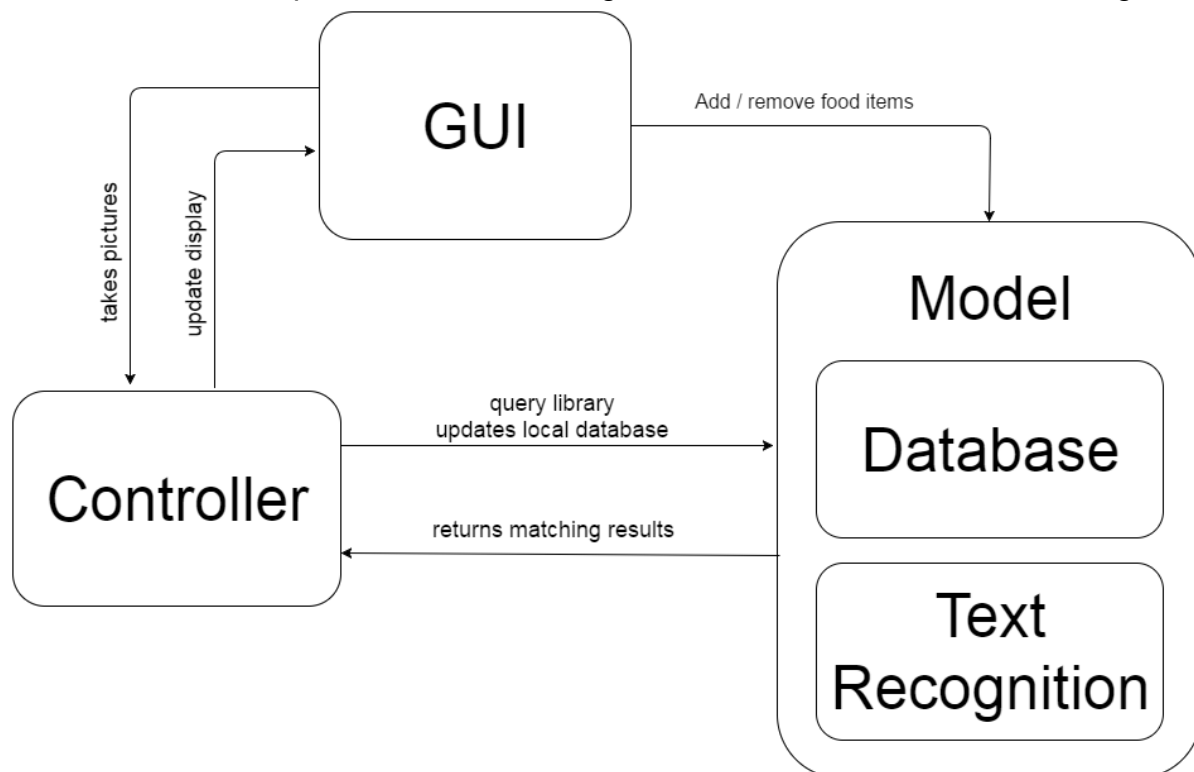 GUI
Add / remove food items
takes pictures
update display
Model
query library
updates local database
Database
Controller
returns matching results
Text
Recognition